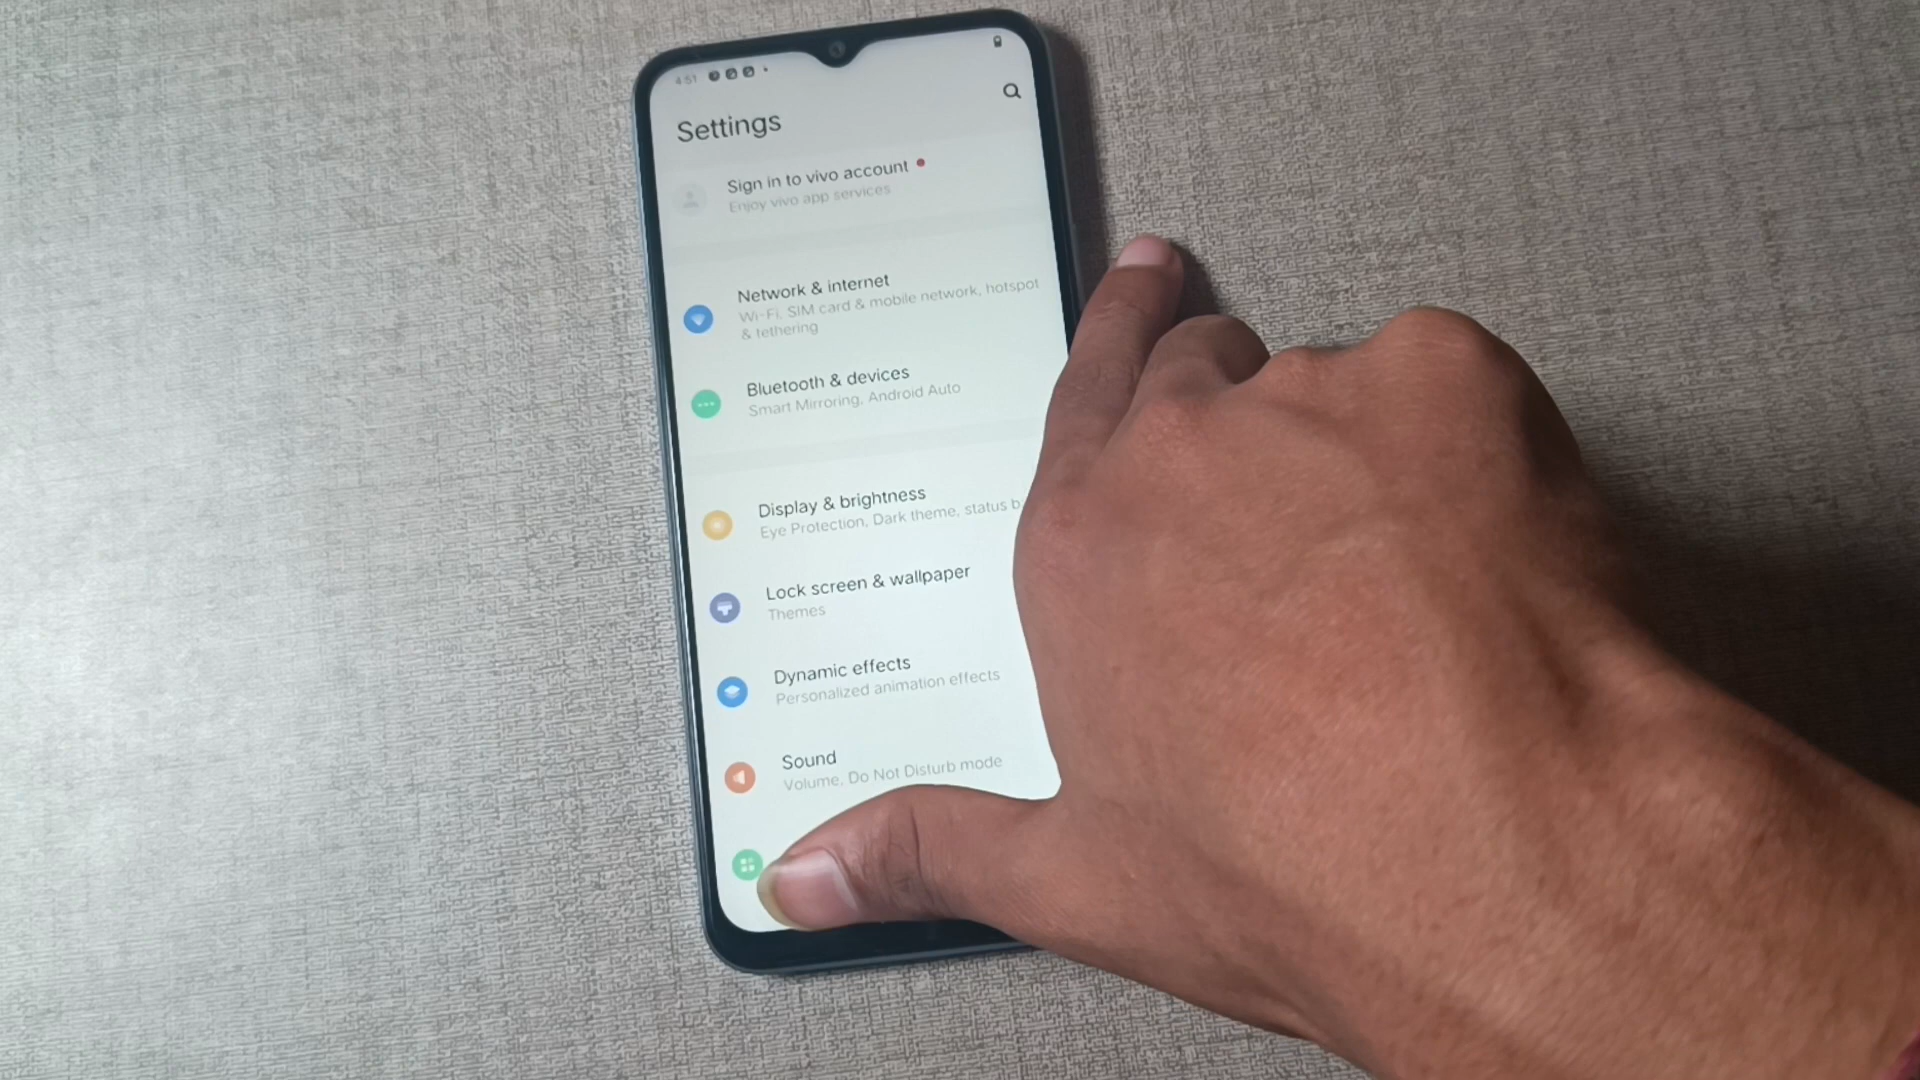 4:51
Settings
Sign in to vivo account
Enjoy vivo app services
Network & internet
Wi-Fi, SIM card & mobile network, hotspot
& tethering
Bluetooth & devices
Smart Mirroring, Android Auto
Display & brightness
Eye Protection, Dark theme, status b
Lock screen & wallpaper
Themes
Dynamic effects
Personalized animation effects
Sound
Volume, Do Not Disturb mode